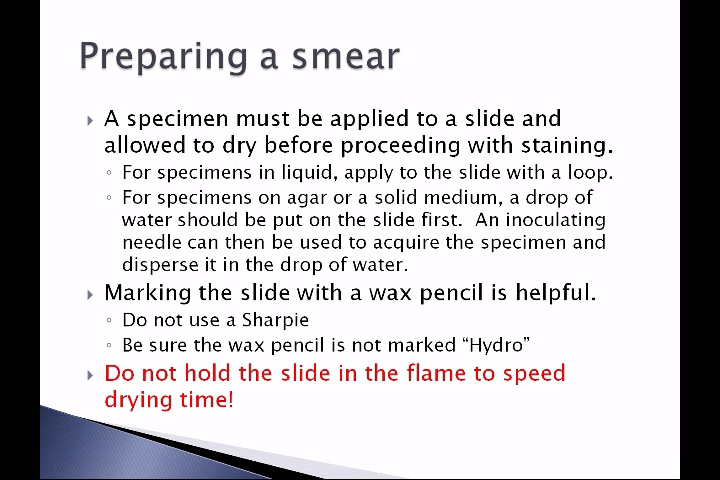 Preparing a smear
A specimen must be applied to a slide and
allowed to dry before proceeding with staining.
For specimens in liquid, apply to the slide with a loop.
For specimens on agar or a solid medium, a drop of
water should be put on the slide first.  An inoculating
needle can then be used to acquire the specimen and
disperse it in the drop of water.
Marking the slide with a wax pencil is helpful.
Do not use a Sharpie
Be sure the wax pencil is not marked “Hydro”
Do not hold the slide in the flame to speed
drying time!